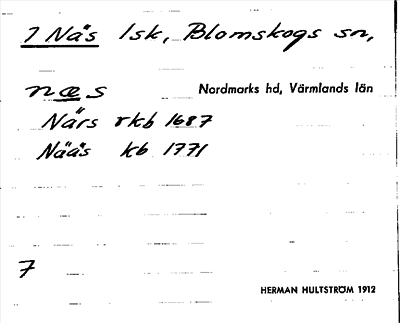 7 Näs lsk, Blomskogs sn,
næs Nordmarks hd, Värmlands län
Närs rkb 1687
Nääs kb 1771
7
HERMAN HULTSTRÖM 1912